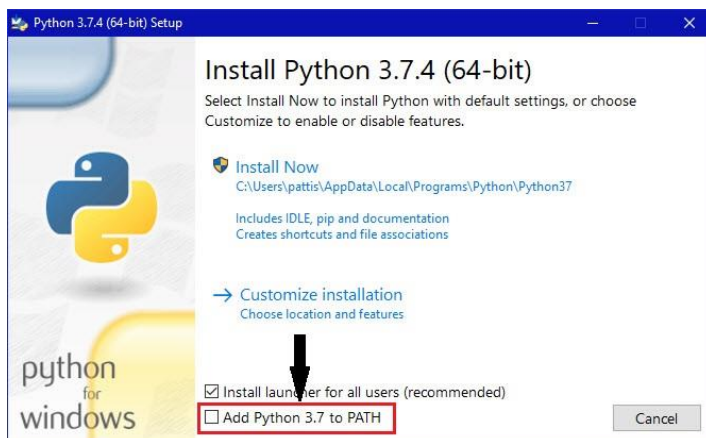 Python 3.7.4 (64-bit) Setup
Install Python 3.7.4 (64-bit)
Select Install Now to install Python with default settings, or choose
Customize to enable or disable features.
Install Now
C:\Users\pattis\AppData\Local\Programs\Python\Python37
Includes IDLE, pip and documentation
Creates shortcuts and file associations
Customize installation
Choose location and features
python
for
windows
Install launcher for all users (recommended)
Add Python 3.7 to PATH
Cancel